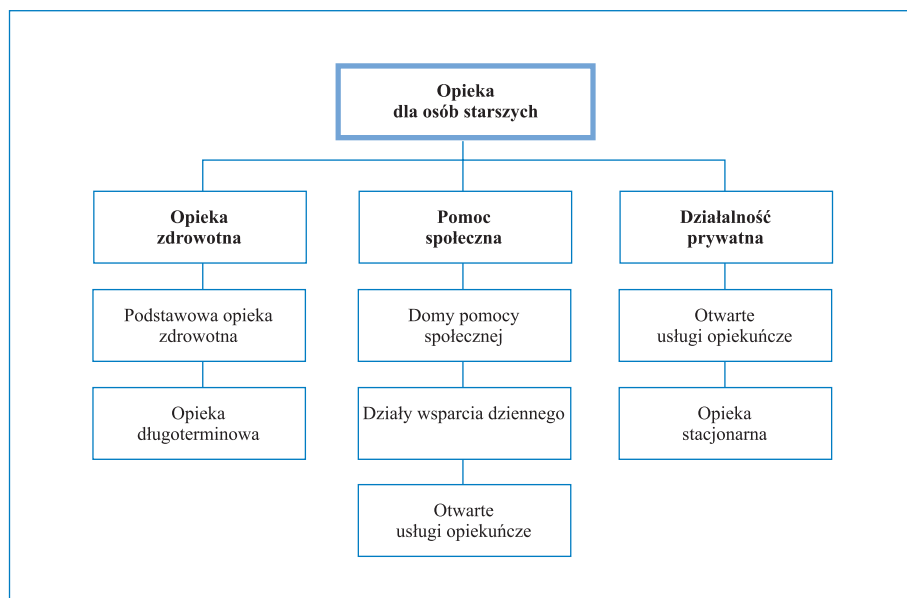 Opieka
dla osób starszych
Opieka
zdrowotna
Pomoc
społeczna
Działalność
prywatna
Podstawowa opieka
zdrowotna
Domy pomocy
społecznej
Otwarte
usługi opiekuńcze
Opieka
długoterminowa
Działy wsparcia dziennego
Opieka
stacjonarna
Otwarte
usługi opiekuńcze